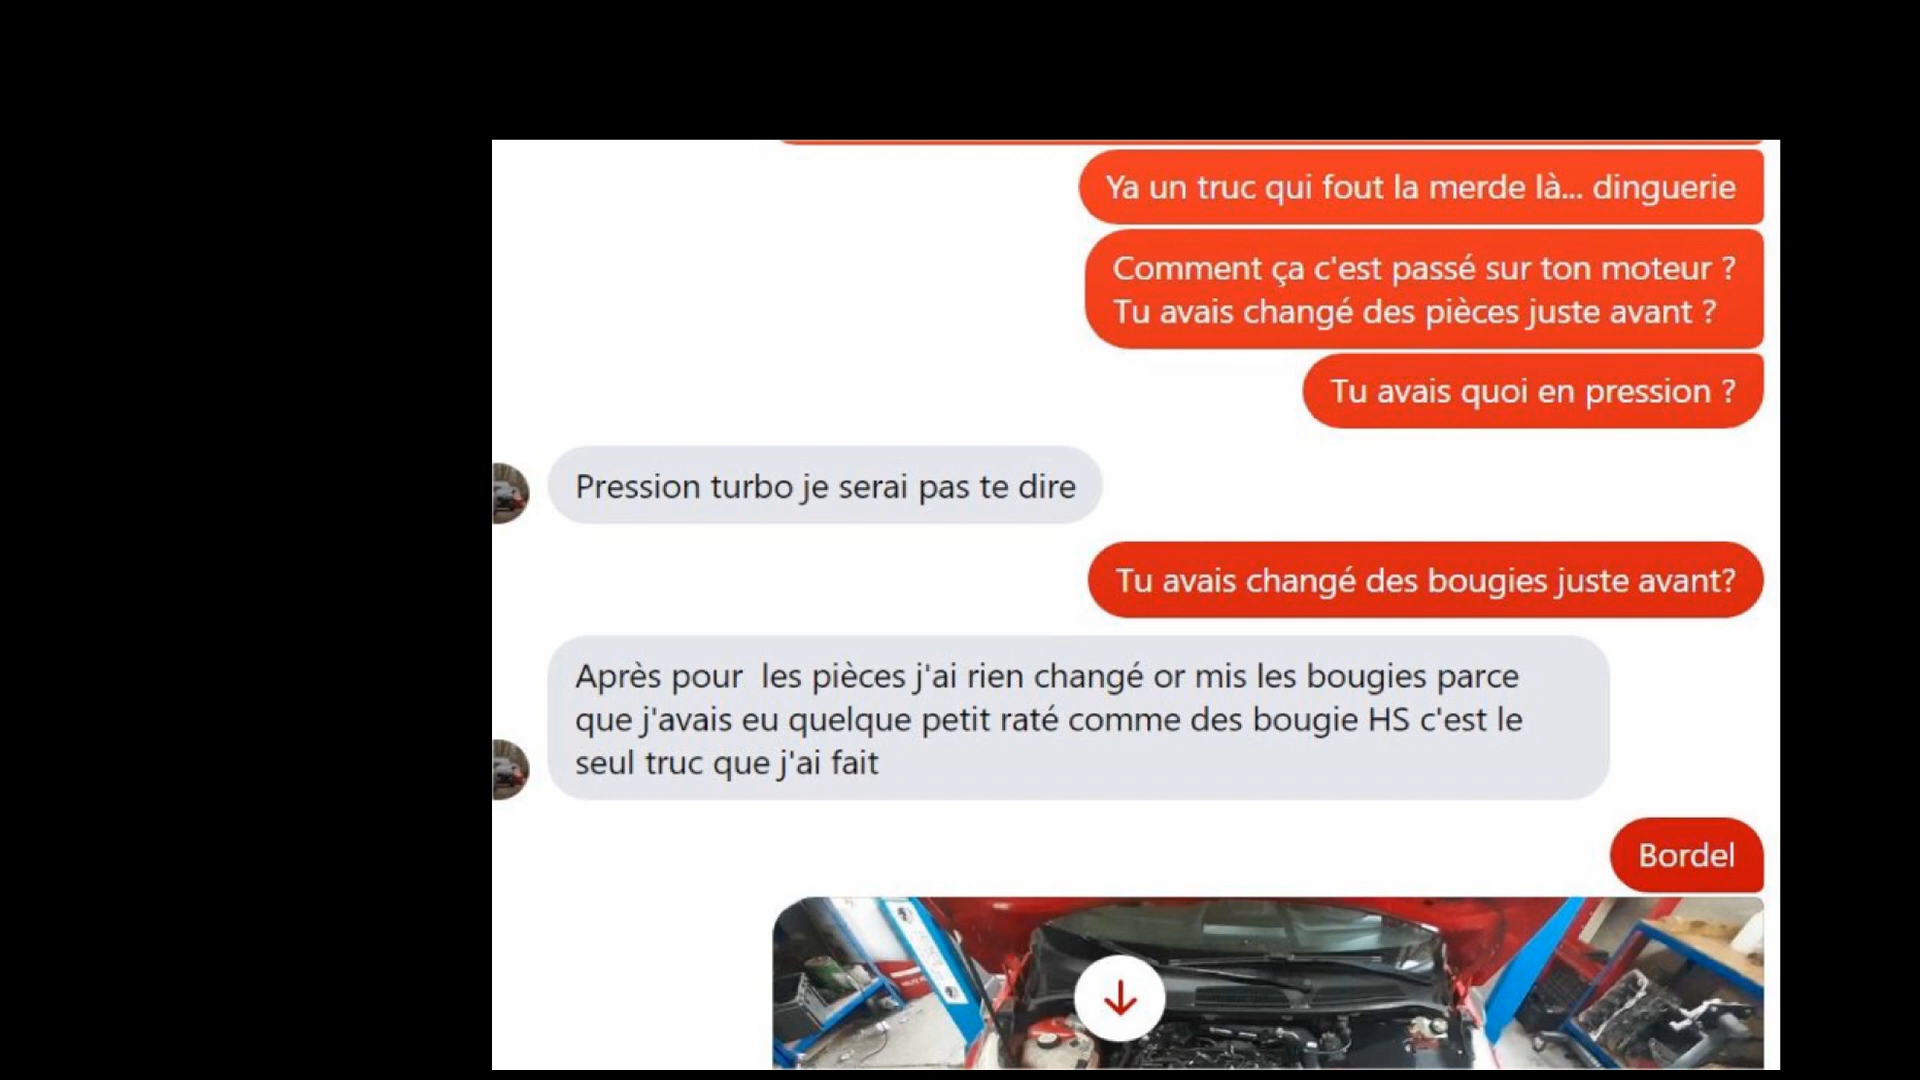 Ya un truc qui fout la merde là... dinguerie
Comment ça c'est passé sur ton moteur ?
Tu avais changé des pièces juste avant ?
Tu avais quoi en pression ?
Pression turbo je serai pas te dire
Tu avais changé des bougies juste avant?
Après pour  les pièces j'ai rien changé or mis les bougies parce
que j'avais eu quelque petit raté comme des bougie HS c'est le
seul truc que j'ai fait
Bordel